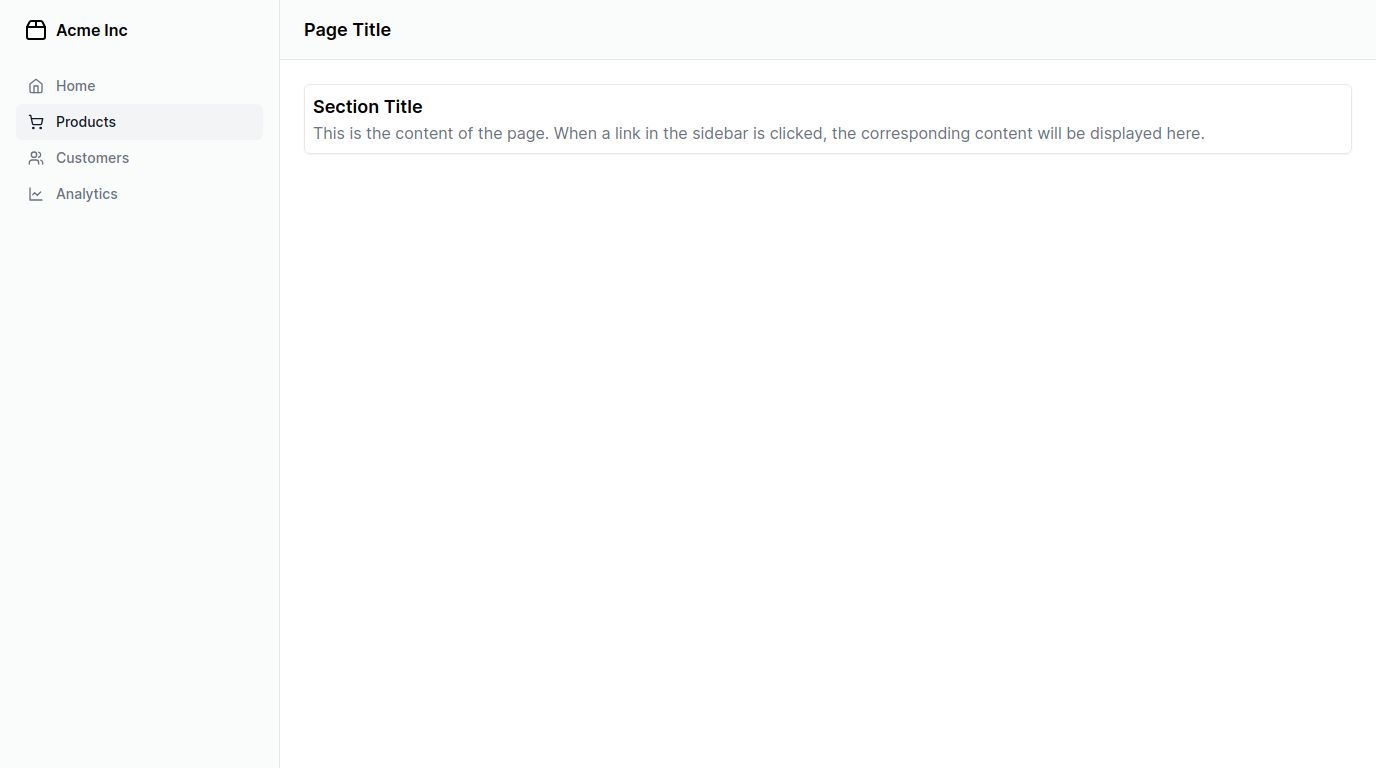 Acme Inc
Home
Products
Customers
Analytics
Page Title
Section Title
This is the content of the page. When a link in the sidebar is clicked, the corresponding content will be displayed here.